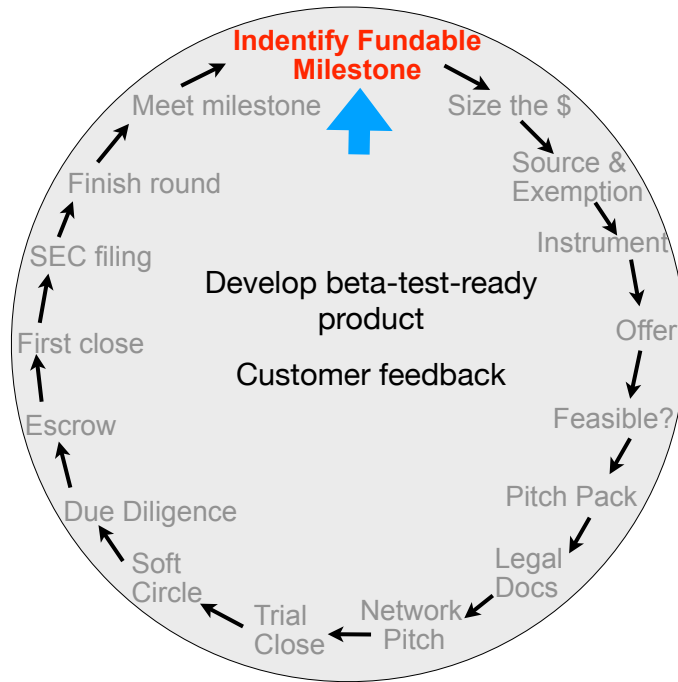 Indentify Fundable
Milestone
Size the $
Source &
Exemption
Instrument
Offer
Feasible?
Pitch Pack
Legal
Docs
Network
Pitch
Trial
Close
Soft
Circle
Due Diligence
Escrow
First close
SEC filing
Finish round
Meet milestone
Develop beta-test-ready
product
Customer feedback